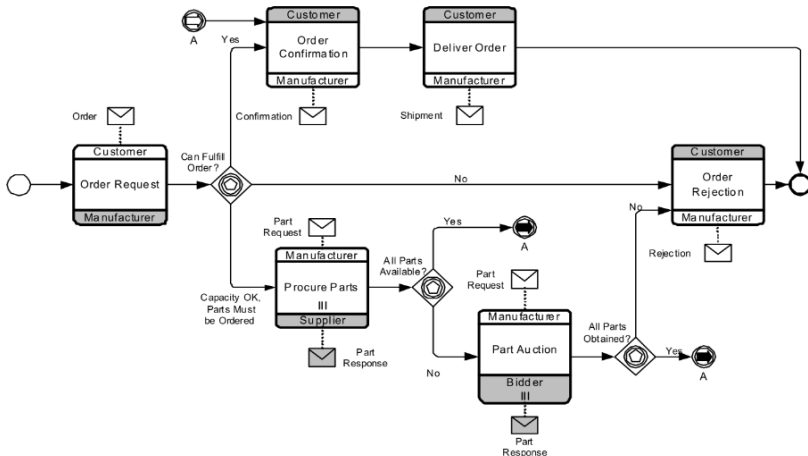 Customer
Order
Confirmation
Manufacturer
Customer
Deliver Order
Manufacturer
A
Yes
Confirmation
Shipment
Order
Customer
Order Request
Manufacturer
Can Fulfill
Order?
No
Customer
Order
Rejection
Manufacturer
Rejection
Capacity OK,
Parts Must
be Ordered
Part
Request
Manufacturer
Procure Parts
III
Supplier
Part
Response
All Parts
Available?
Yes
A
No
Part
Request
Manufacturer
Part Auction
Bidder
III
Part
Response
All Parts
Obtained?
No
Yes
A